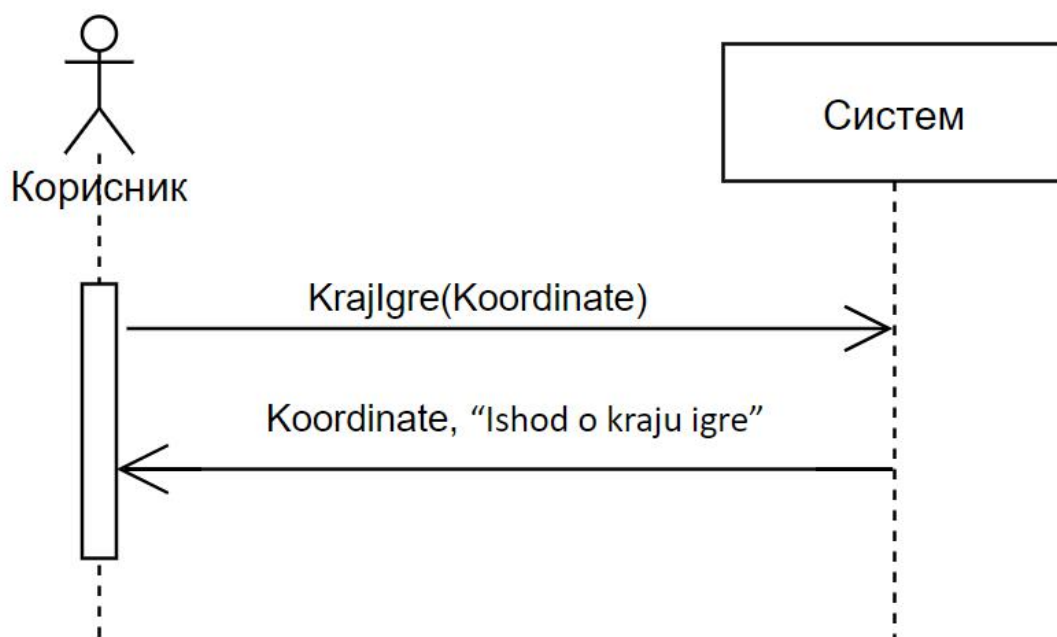 Корисник
Систем
KrajIgre(Koordinate)
Koordinate, “Ishod o kraju igre”